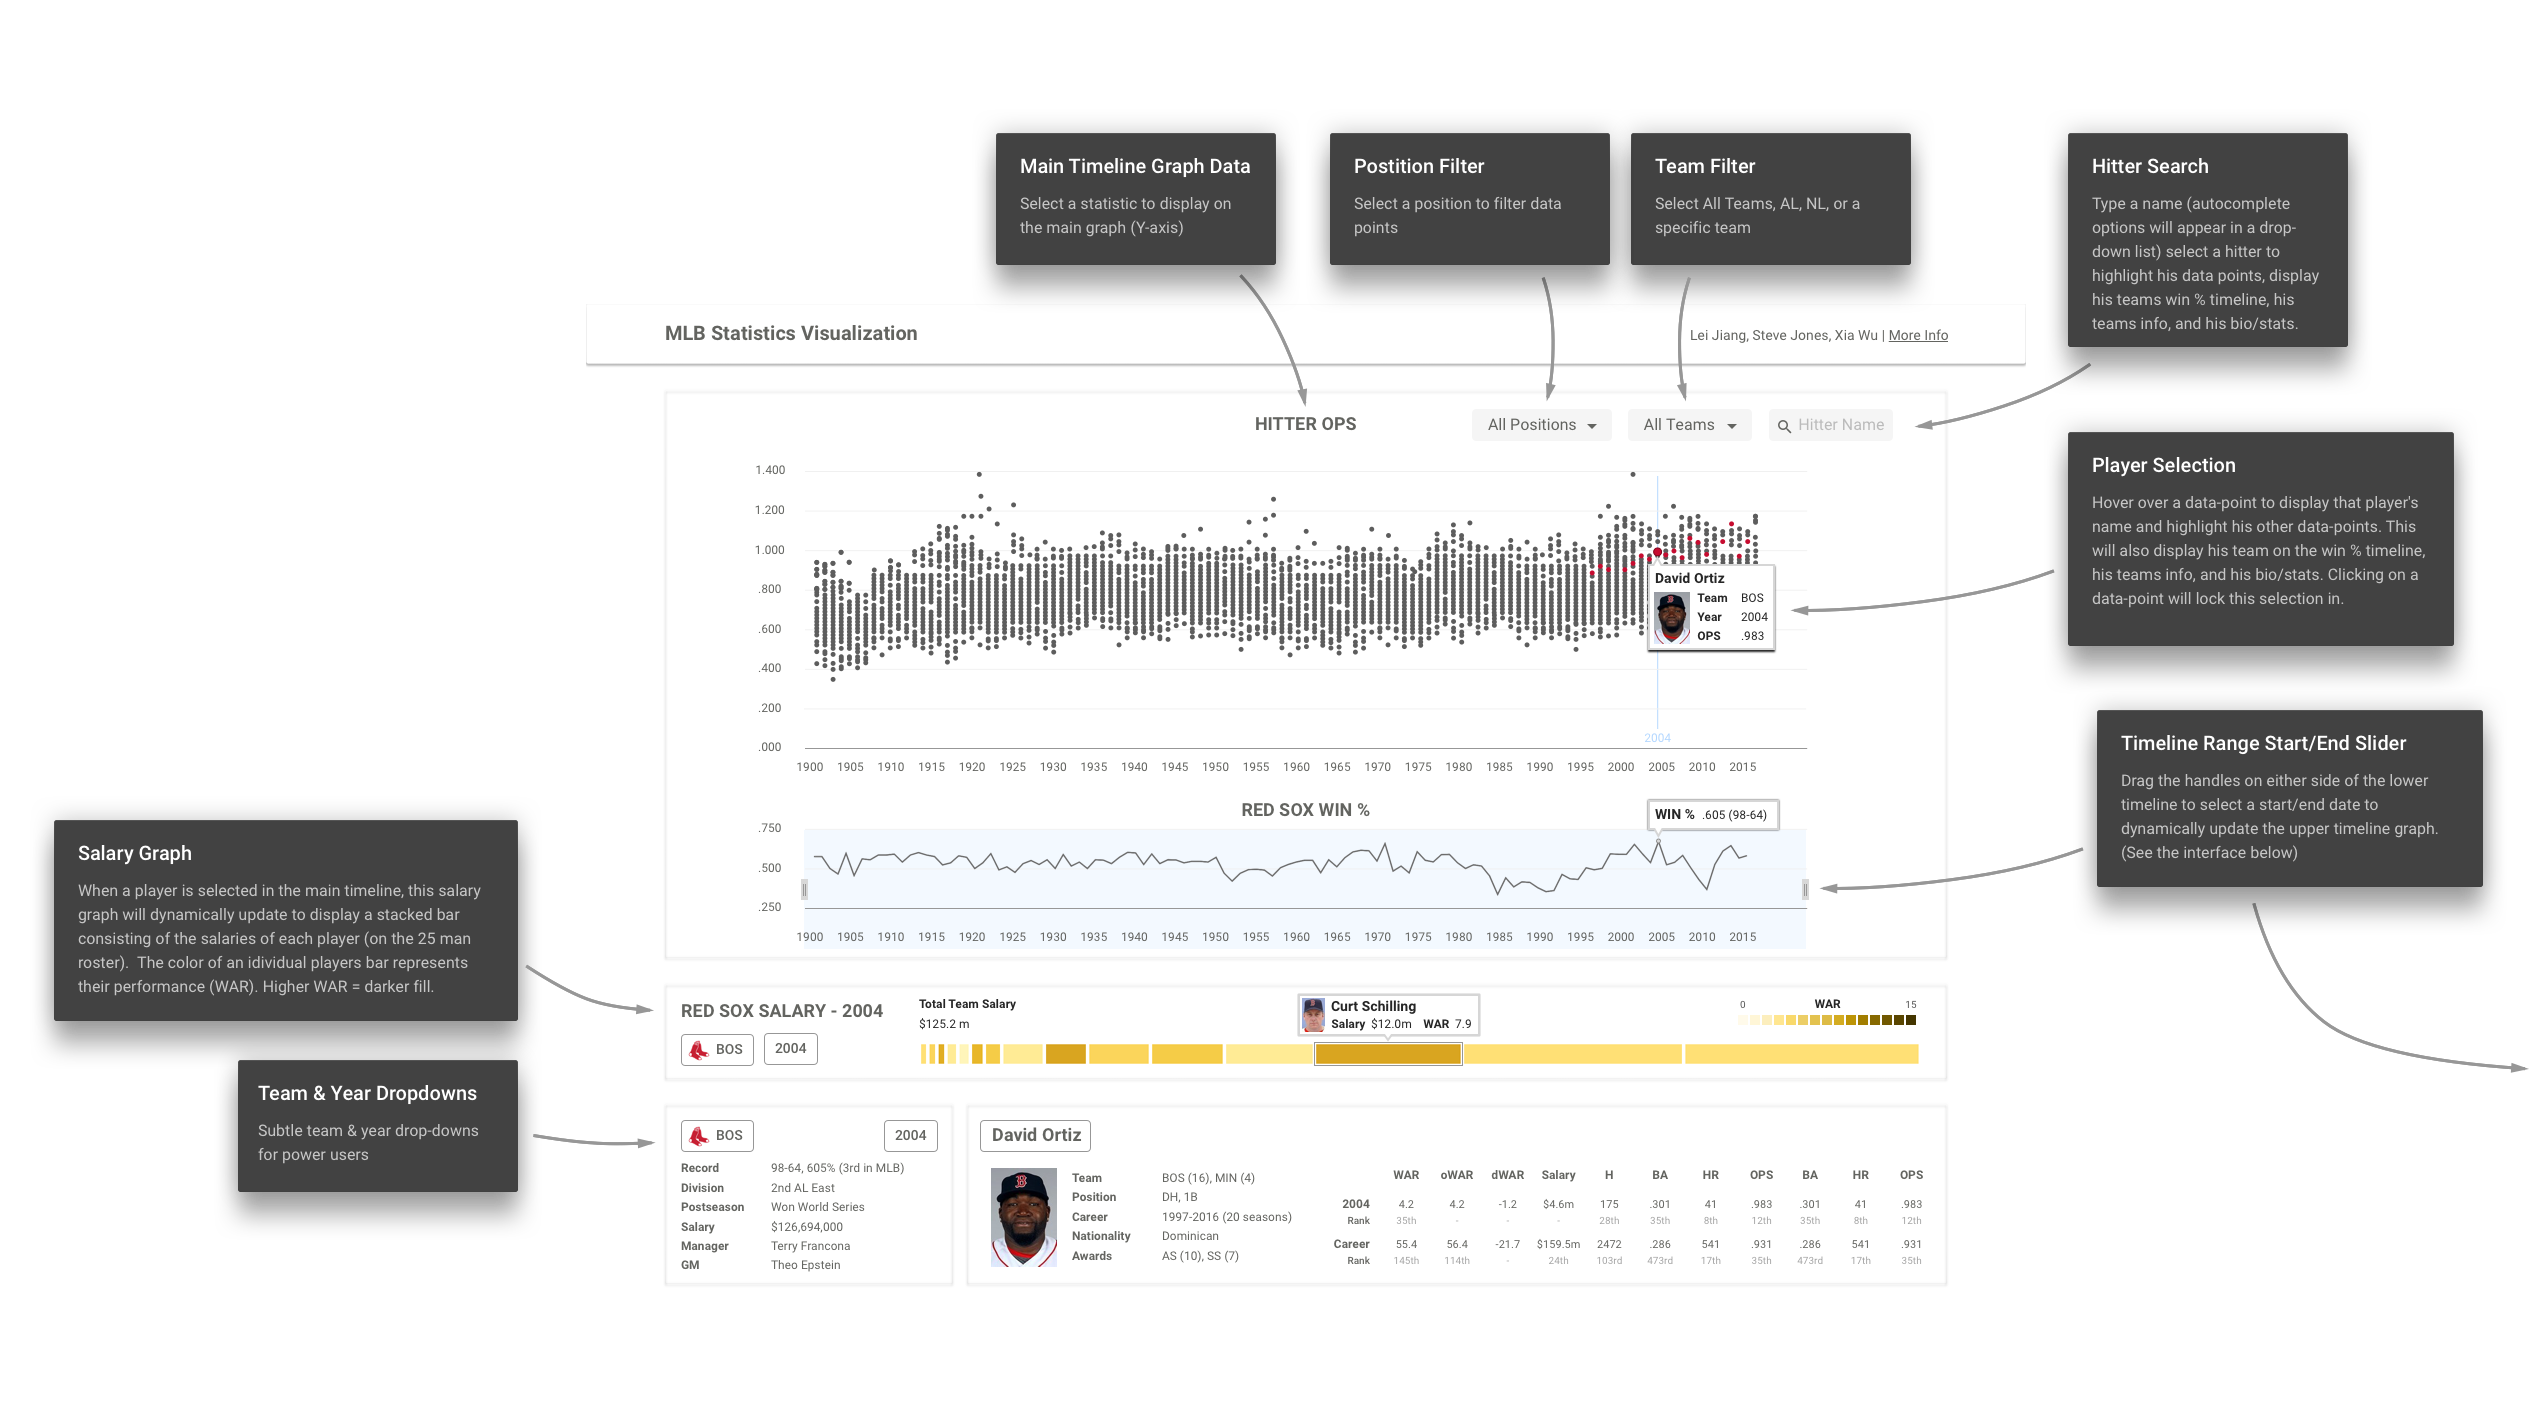 Main Timeline Graph Data
Select a statistic to display on
the main graph (Y-axis)
Postition Filter
Select a position to filter data
points
Team Filter
Select All Teams, AL, NL, or a
specific team
Hitter Search
Type a name (autocomplete
options will appear in a drop-
down list) select a hitter to
highlight his data points, display
his teams win % timeline, his
teams info, and his bio/stats.
MLB Statistics Visualization
Lei Jiang, Steve Jones, Xia Wu | More Info
HITTER OPS
All Positions
All Teams
Hitter Name
Player Selection
Hover over a data-point to display that player's
name and highlight his other data-points. This
will also display his team on the win % timeline,
his teams info, and his bio/stats. Clicking on a
data-point will lock this selection in.
1.400
1.200
1.000
.800
.600
.400
.200
.000
David Ortiz
Team BOS
Year 2004
OPS .983
2004
1900 1905 1910 1915 1920 1925 1930 1935 1940 1945 1950 1955 1960 1965 1970 1975 1980 1985 1990 1995 2000 2005 2010 2015
Timeline Range Start/End Slider
Drag the handles on either side of the lower
timeline to select a start/end date to
dynamically update the upper timeline graph.
(See the interface below)
RED SOX WIN %
WIN % .605 (98-64)
.750
.500
.250
1900 1905 1910 1915 1920 1925 1930 1935 1940 1945 1950 1955 1960 1965 1970 1975 1980 1985 1990 1995 2000 2005 2010 2015
Salary Graph
When a player is selected in the main timeline, this salary
graph will dynamically update to display a stacked bar
consisting of the salaries of each player (on the 25 man
roster).  The color of an idividual players bar represents
their performance (WAR). Higher WAR = darker fill.
RED SOX SALARY - 2004
BOS 2004
Total Team Salary
$125.2 m
Curt Schilling
Salary $12.0m WAR 7.9
0 WAR 15
Team & Year Dropdowns
Subtle team & year drop-downs
for power users
BOS 2004
Record 98-64, 605% (3rd in MLB)
Division 2nd AL East
Postseason Won World Series
Salary $126,694,000
Manager Terry Francona
GM Theo Epstein
David Ortiz
Team BOS (16), MIN (4)
Position DH, 1B
Career 1997-2016 (20 seasons)
Nationality Dominican
Awards AS (10), SS (7)
WAR oWAR dWAR Salary H BA HR OPS BA HR OPS
2004 4.2 4.2 -1.2 $4.6m 175 .301 41 .983 .301 41 .983
Rank 35th - - - 28th 35th 8th 12th 35th 8th 12th
Career 55.4 56.4 -21.7 $159.5m 2472 .286 541 .931 .286 541 .931
Rank 145th 114th - 24th 103rd 473rd 17th 35th 473rd 17th 35th